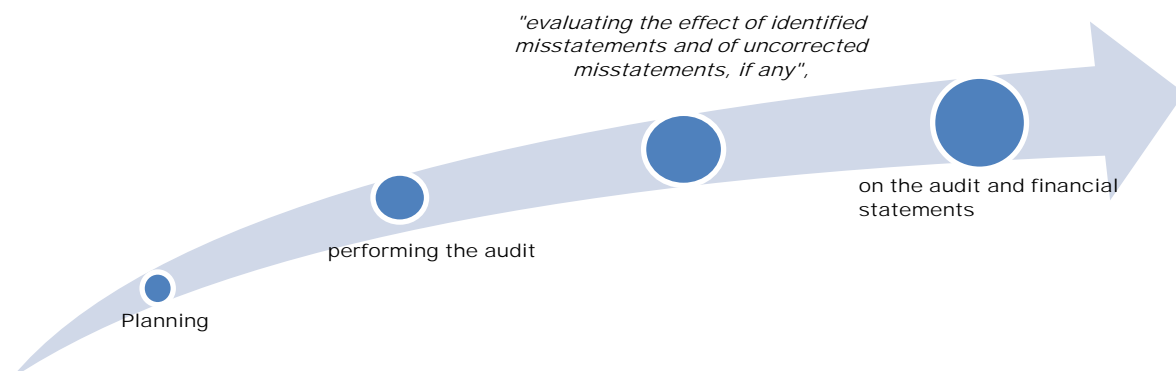 "evaluating the effect of identified
misstatements and of uncorrected
misstatements, if any",
on the audit and financial
statements
performing the audit
Planning